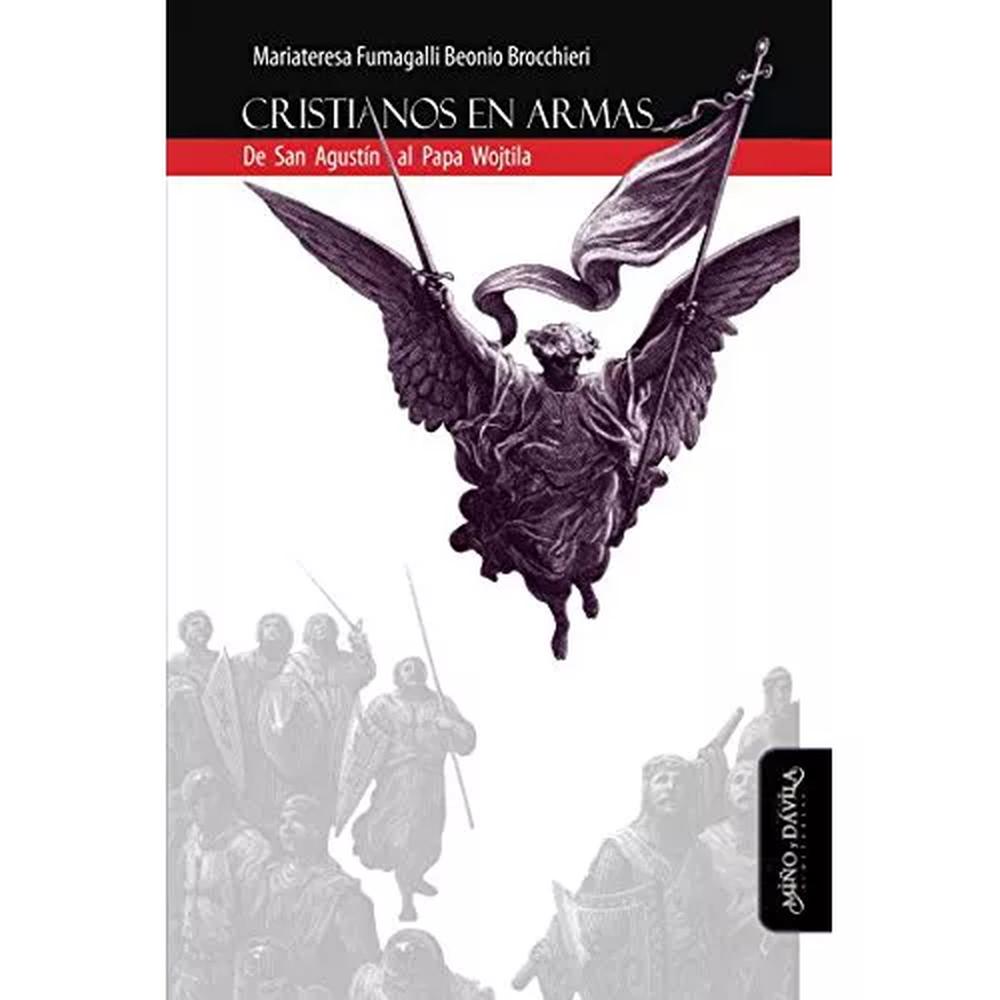 Mariateresa Fumagalli Beonio Brocchieri
CRISTIANOS EN ARMAS
De San Agustín al Papa Wojtila
MIÑO y DÁVILA